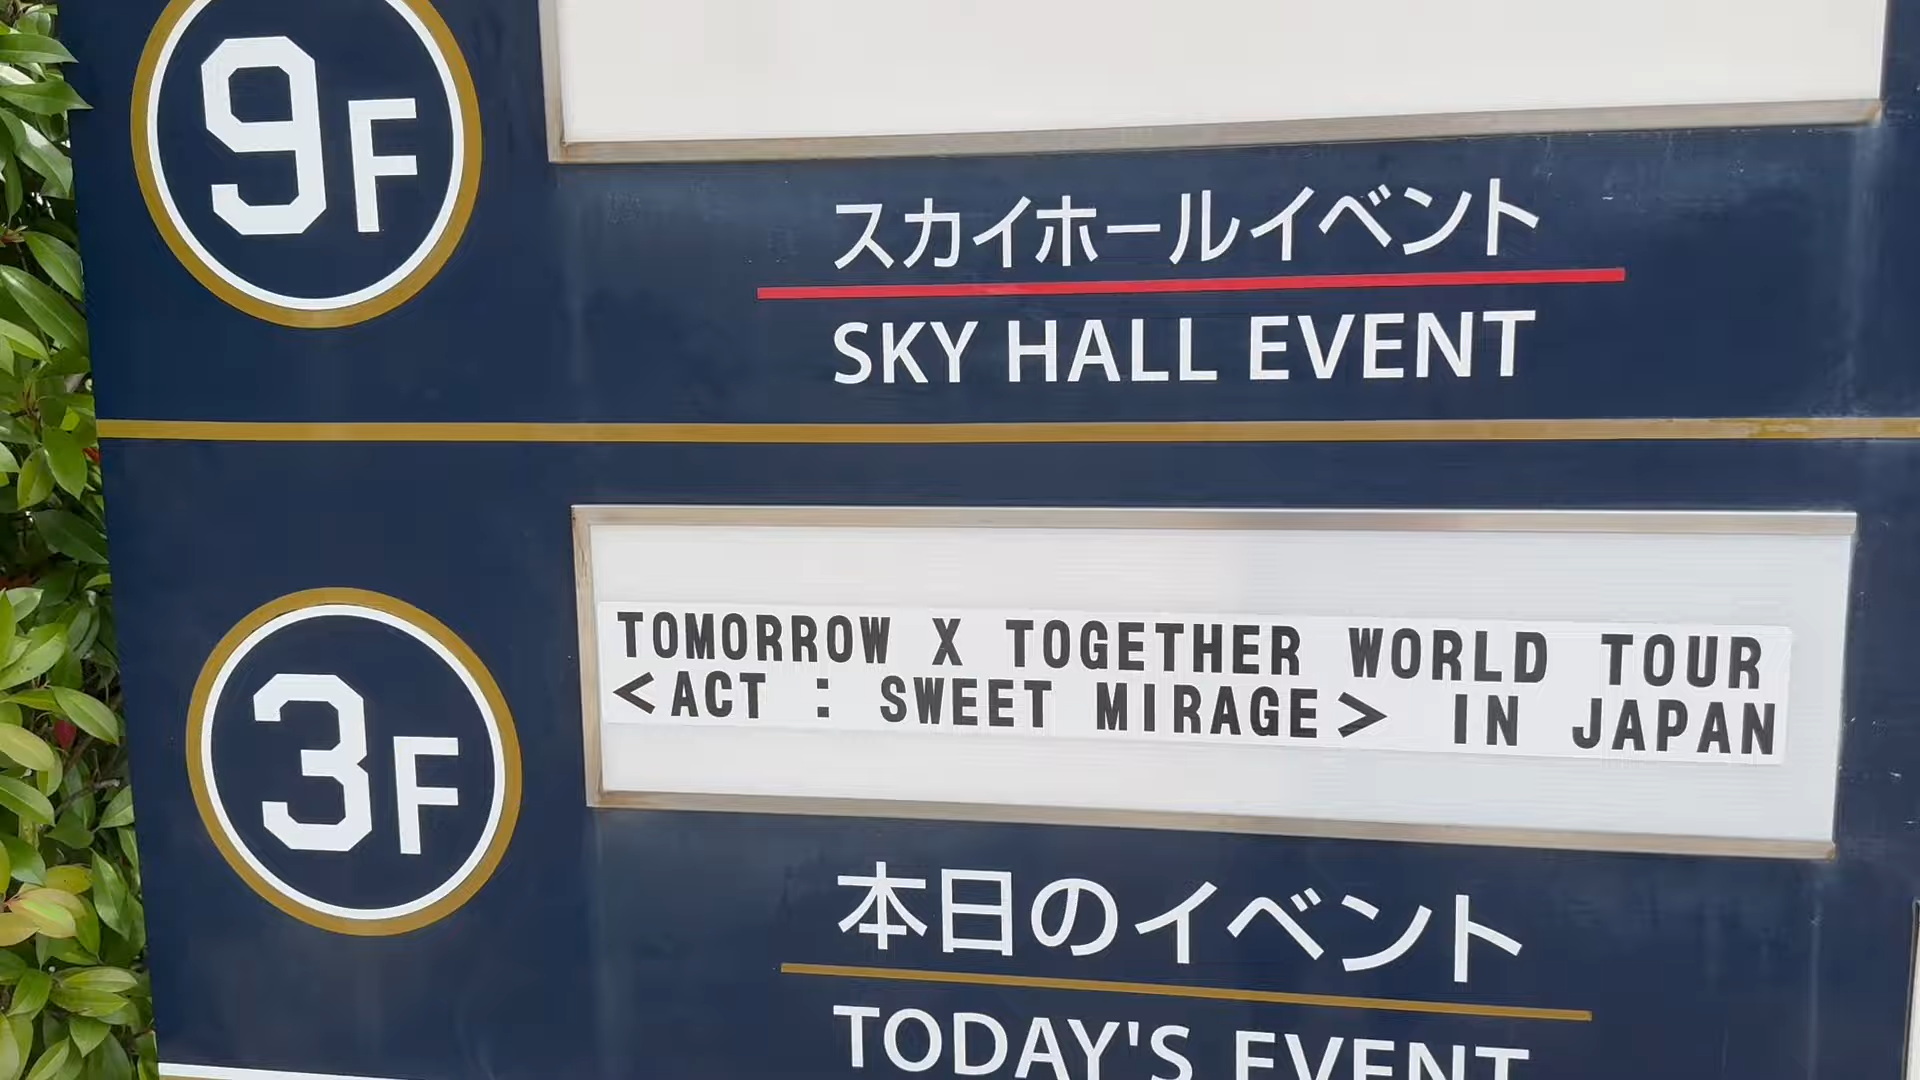 9F
スカイホールイベント
SKY HALL EVENT
3F
TOMORROW X TOGETHER WORLD TOUR
<ACT : SWEET MIRAGE> IN JAPAN
本日のイベント
TODAY'S EVENT